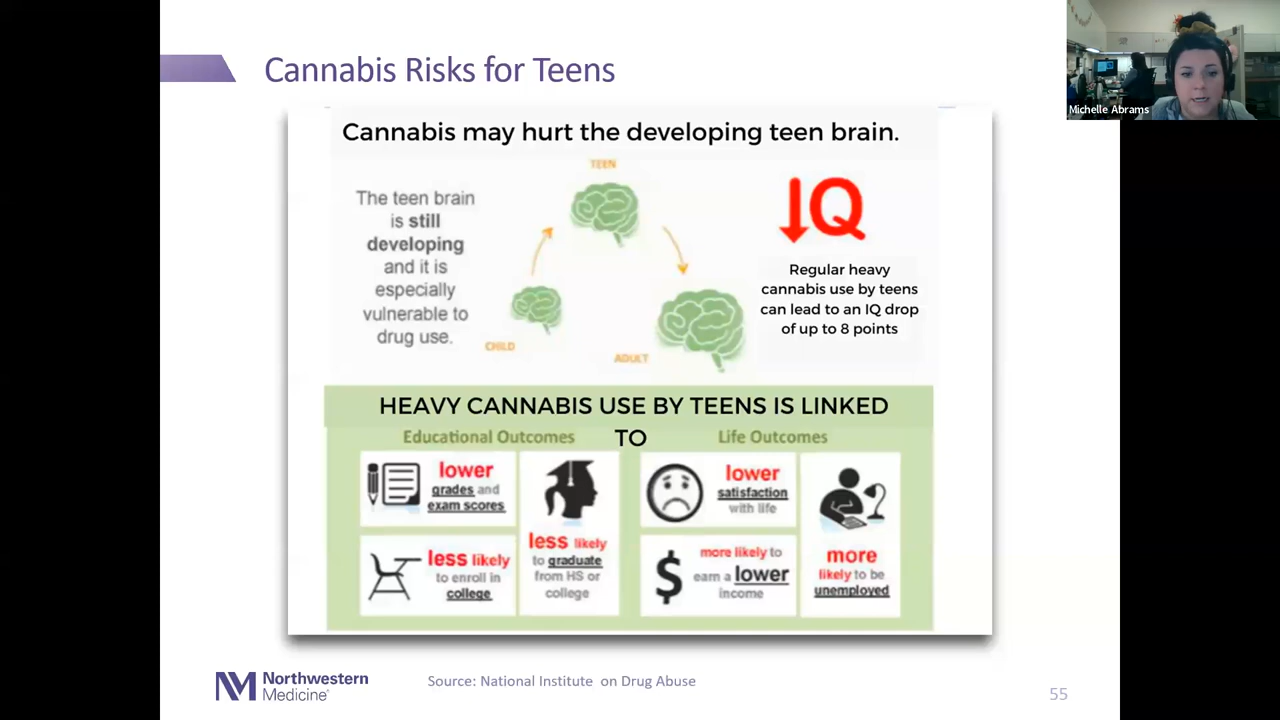 Cannabis Risks for Teens
Michelle Abrams
Cannabis may hurt the developing teen brain.
The teen brain
is still
developing
and it is
especially
vulnerable to
drug use.
TEEN
CHILD
ADULT
IQ
Regular heavy
cannabis use by teens
can lead to an IQ drop
of up to 8 points
HEAVY CANNABIS USE BY TEENS IS LINKED
TO
Educational Outcomes
lower
grades and
exam scores
less likely
to enroll in
college
less likely
to graduate
from HS or
college
Life Outcomes
lower
satisfaction
with life
more likely to
earn a lower
income
$
more
likely to be
unemployed
NM Northwestern
Medicine®
Source: National Institute on Drug Abuse
55